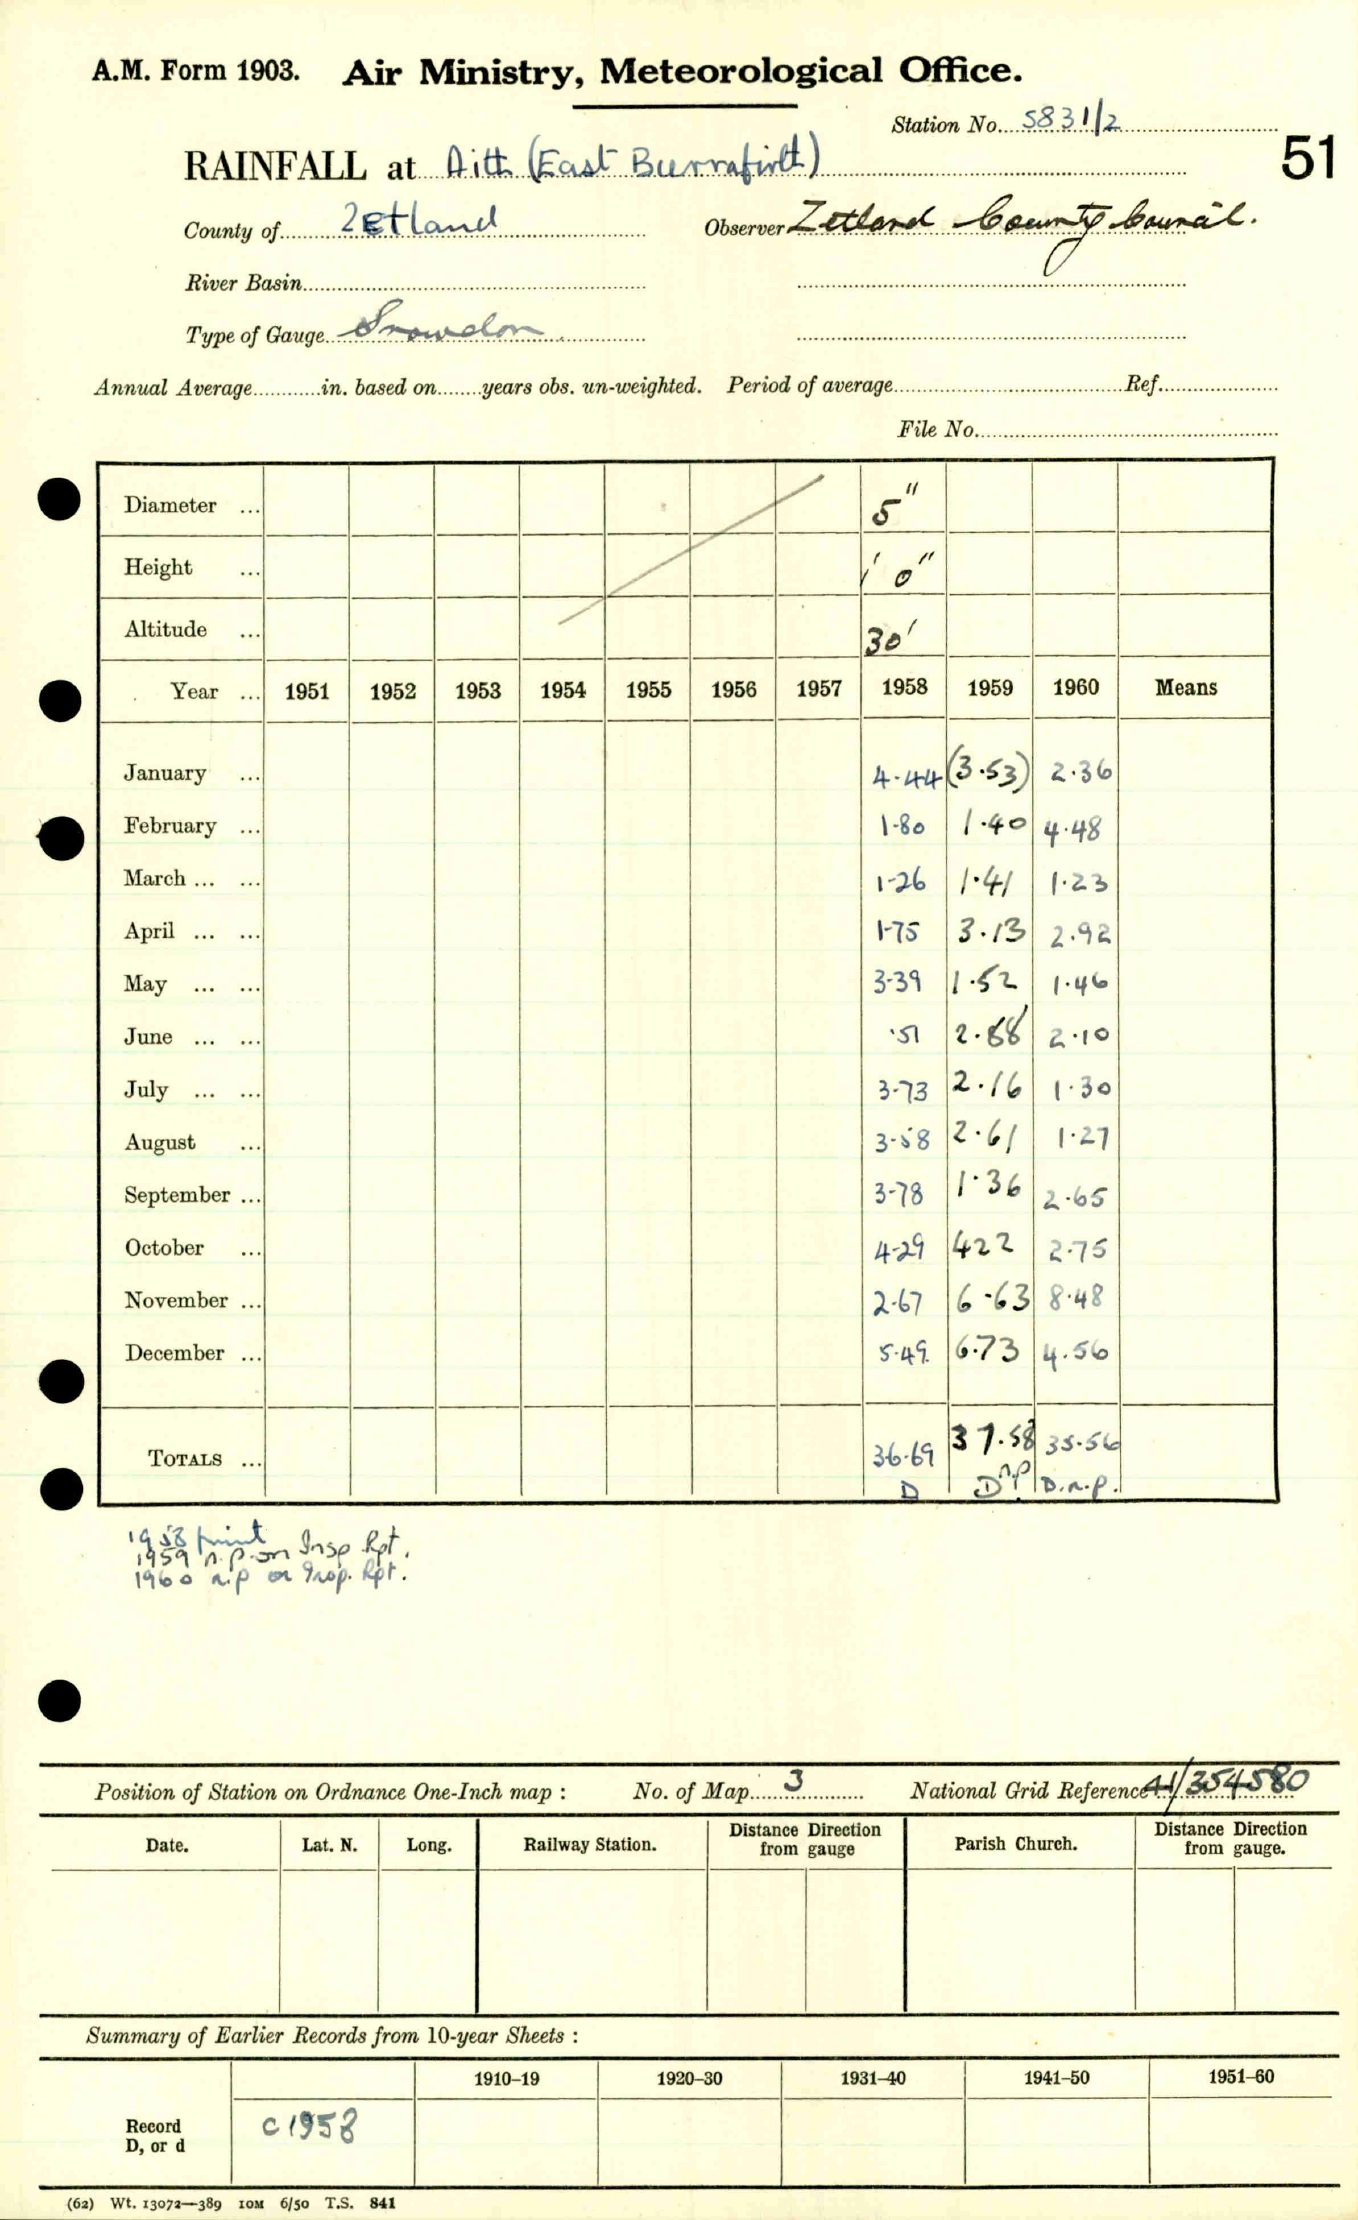 A.M. Form 1903. Air Ministry, Meteorological Office.
Station No. 5831/2
51
RAINFALL at Aith (East Burrafirth)
County of Zetland Observer Zetland County Council.
River Basin
Type of Gauge Snowdon
Annual Average............in. based on........years obs. un-weighted. Period of average Ref.
File No.
Diameter ... 5"
Height ... 1' 0"
Altitude ... 30'
Year ... 1951 1952 1953 1954 1955 1956 1957 1958 1959 1960 Means
January ... 4.44 (3.53) 2.36
February ... 1.80 1.40 4.48
March ... ... 1.26 1.41 1.23
April ... ... 1.75 3.13 2.92
May ... ... 3.39 1.52 1.46
June ... ... .51 2.88 2.10
July ... ... 3.73 2.16 1.30
August ... 3.58 2.61 1.27
September ... 3.78 1.36 2.65
October ... 4.29 422 2.75
November ... 2.67 6.63 8.48
December ... 5.49 6.73 4.56
TOTALS ... 36.69 37.58 35.56
D D n.p D.n.p.
1958 print
1959 n.p. on Insp Rpt.
1960 n.p on Insp. Rpt.
Position of Station on Ordnance One-Inch map : No. of Map 3 National Grid Reference 41/354580
Date. Lat. N. Long. Railway Station. Distance Direction from gauge Parish Church. Distance Direction from gauge.
Summary of Earlier Records from 10-year Sheets :
1910–19 1920–30 1931–40 1941–50 1951–60
Record D, or d c 1958
(62) Wt. 13072—389 10M 6/50 T.S. 841